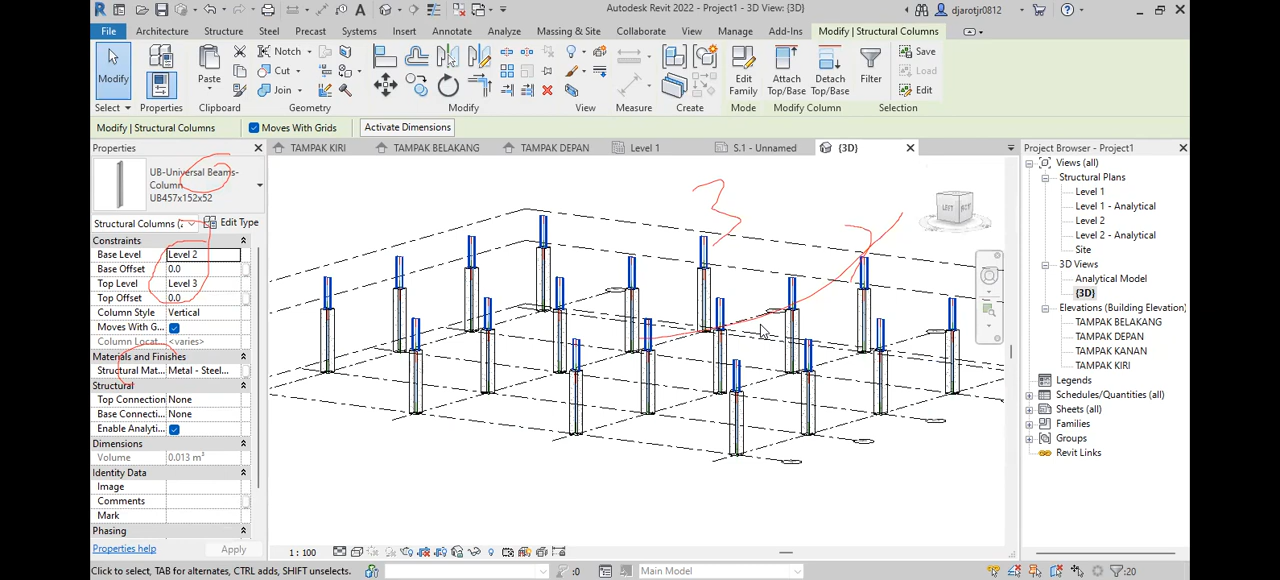 Autodesk Revit 2022 - Project1 - 3D View: {3D}
djarotjr0812
File Architecture Structure Steel Precast Systems Insert Annotate Analyze Massing & Site Collaborate View Manage Add-Ins Modify | Structural Columns
Modify
Paste
Notch
Cut
Join
Edit Family
Attach Top/Base
Detach Top/Base
Filter
Save
Load
Edit
Select Properties Clipboard Geometry Modify View Measure Create Mode Modify Column Selection
Modify | Structural Columns Moves With Grids Activate Dimensions
Properties
TAMPAK KIRI TAMPAK BELAKANG TAMPAK DEPAN Level 1 S.1 - Unnamed {3D}
Project Browser - Project1
UB-Universal Beams-
Column
UB457x152x52
Structural Columns (2 Edit Type
Constraints
Base Level Level 2
Base Offset 0.0
Top Level Level 3
Top Offset 0.0
Column Style Vertical
Moves With G...
Column Locat... <varies>
Materials and Finishes
Structural Mat... Metal - Steel...
Structural
Top Connection None
Base Connecti... None
Enable Analyti...
Dimensions
Volume 0.013 m³
Identity Data
Image
Comments
Mark
Phasing
Properties help Apply
3
LEFT
Views (all)
Structural Plans
Level 1
Level 1 - Analytical
Level 2
Level 2 - Analytical
Site
3D Views
Analytical Model
{3D}
Elevations (Building Elevation)
TAMPAK BELAKANG
TAMPAK DEPAN
TAMPAK KANAN
TAMPAK KIRI
Legends
Schedules/Quantities (all)
Sheets (all)
Families
Groups
Revit Links
1 : 100
Click to select, TAB for alternates, CTRL adds, SHIFT unselects.
:0
Main Model
:20